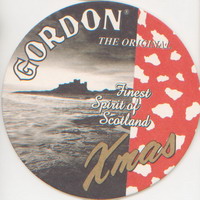 GORDON
THE ORIGINAL
Finest
Spirit of
Scotland
Xmas